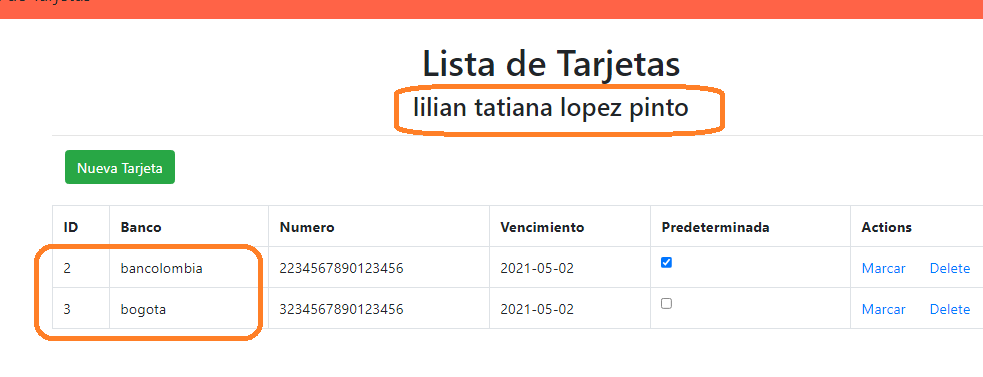 de Tarjetas
Lista de Tarjetas
lilian tatiana lopez pinto
Nueva Tarjeta
ID Banco Numero Vencimiento Predeterminada Actions
2 bancolombia 2234567890123456 2021-05-02 Marcar Delete
3 bogota 3234567890123456 2021-05-02 Marcar Delete